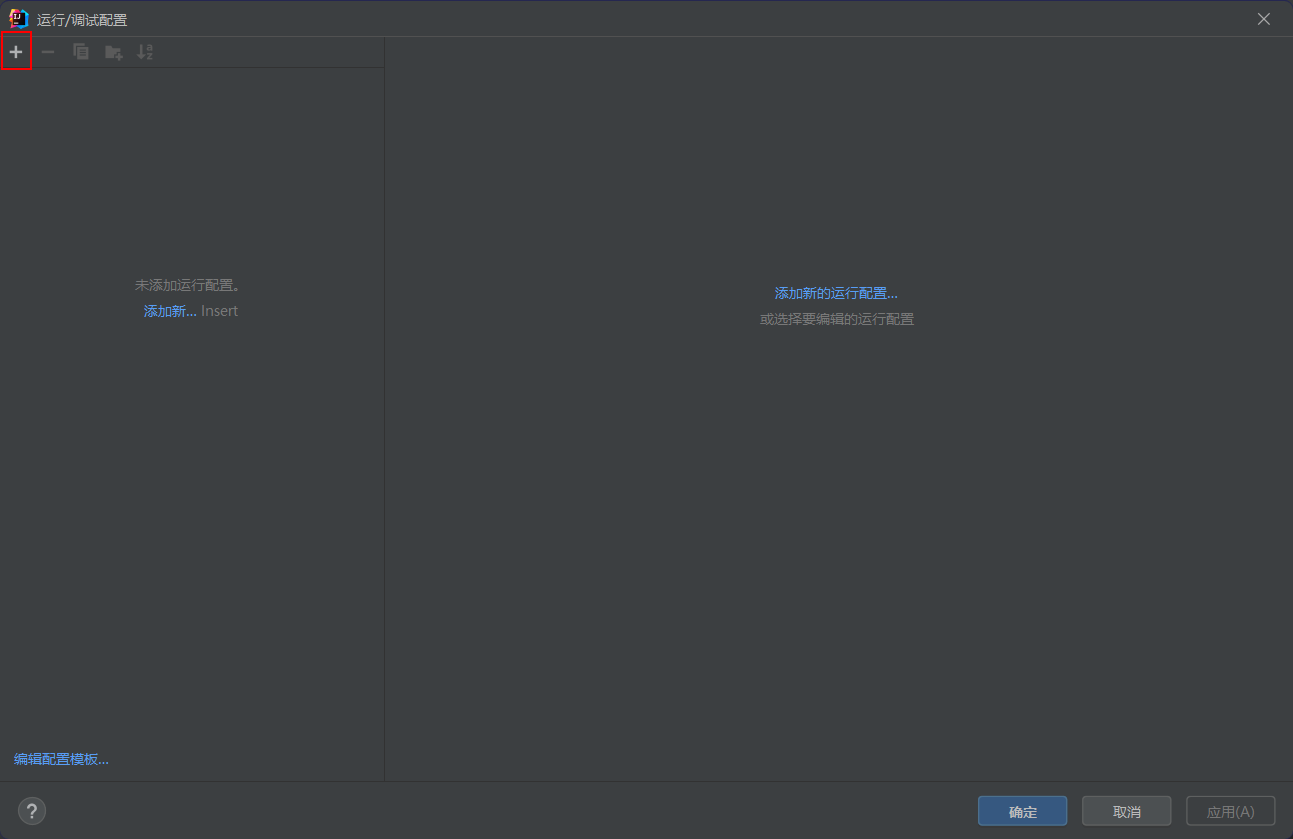 运行/调试配置
未添加运行配置。
添加新... Insert
添加新的运行配置...
或选择要编辑的运行配置
编辑配置模板...
?
确定
取消
应用(A)